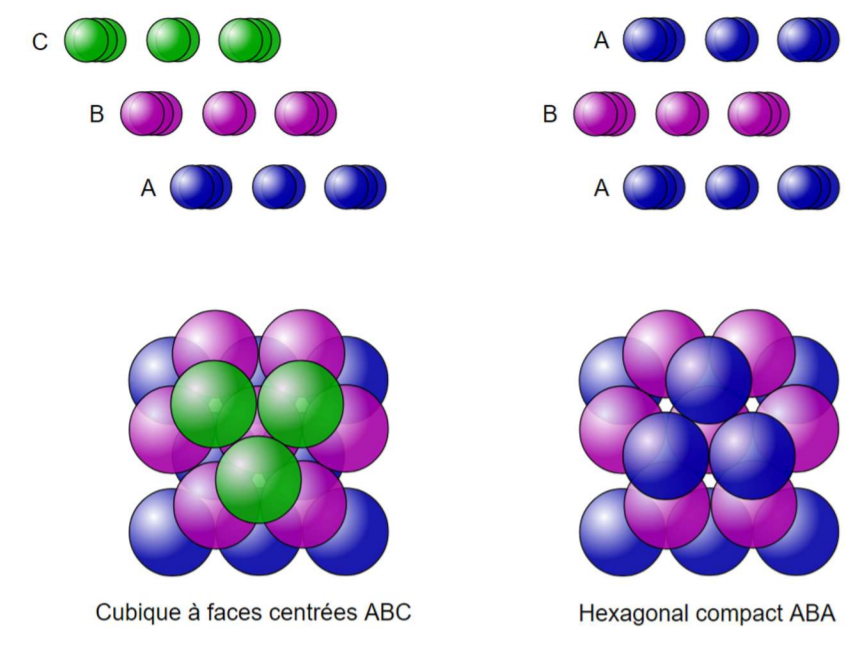 C
A
B
B
A
A
Cubique à faces centrées ABC
Hexagonal compact ABA